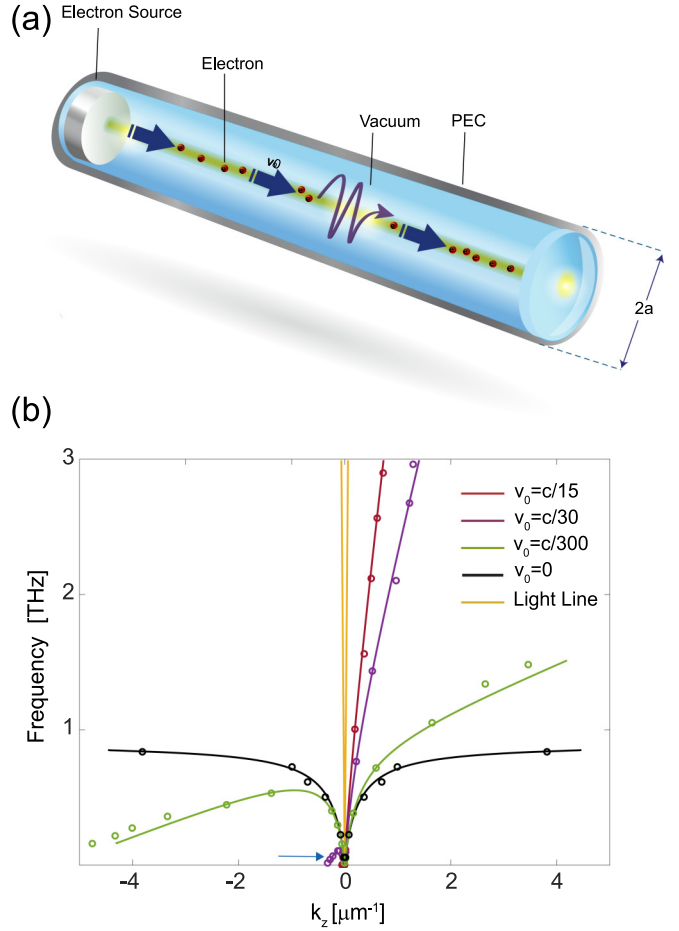 (a)
Electron Source
Electron
Vacuum
PEC
v0
2a
(b)
3
2
1
Frequency [THz]
v₀=c/15
v₀=c/30
v₀=c/300
v₀=0
Light Line
-4 -2 0 2 4
k_z [μm⁻¹]